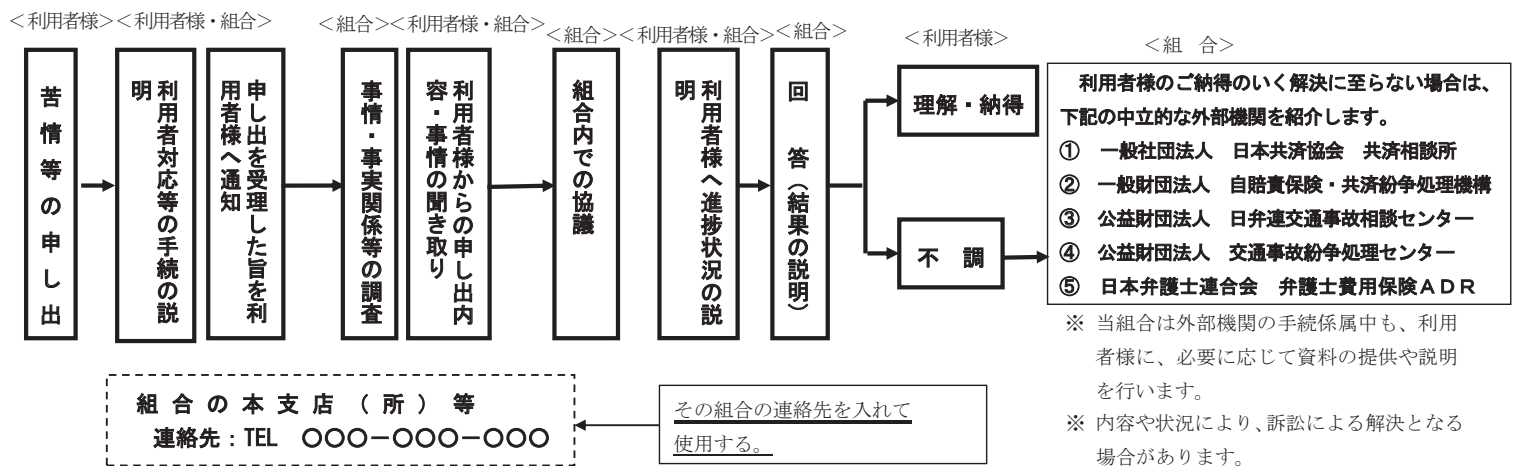 ＜利用者様＞＜利用者様・組合＞
＜組合＞＜利用者様・組合＞
＜組合＞＜利用者様・組合＞＜組合＞
＜利用者様＞
＜組　合＞
苦情等の申し出
利用者対応等の手続の説
明
申し出を受理した旨を利
用者様へ通知
事情・事実関係等の調査
利用者様からの申し出内
容・事情の聞き取り
組合内での協議
利用者様へ進捗状況の説
明
回　答（結果の説明）
理解・納得
不　調
利用者様のご納得のいく解決に至らない場合は、
下記の中立的な外部機関を紹介します。
①　一般社団法人　日本共済協会　共済相談所
②　一般財団法人　自賠責保険・共済紛争処理機構
③　公益財団法人　日弁連交通事故相談センター
④　公益財団法人　交通事故紛争処理センター
⑤　日本弁護士連合会　弁護士費用保険ＡＤＲ
※　当組合は外部機関の手続係属中も、利用
者様に、必要に応じて資料の提供や説明
を行います。
※　内容や状況により、訴訟による解決となる
場合があります。
組合の本支店（所）等
連絡先：TEL　○○○－○○○－○○○
その組合の連絡先を入れて
使用する。